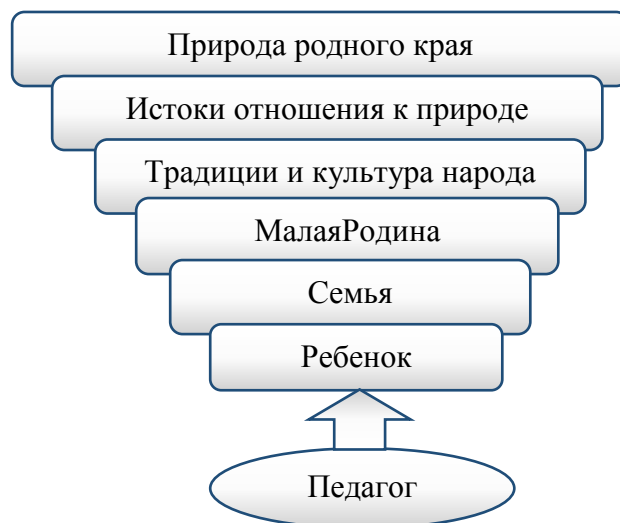 Природа родного края
Истоки отношения к природе
Традиции и культура народа
МалаяРодина
Семья
Ребенок
Педагог